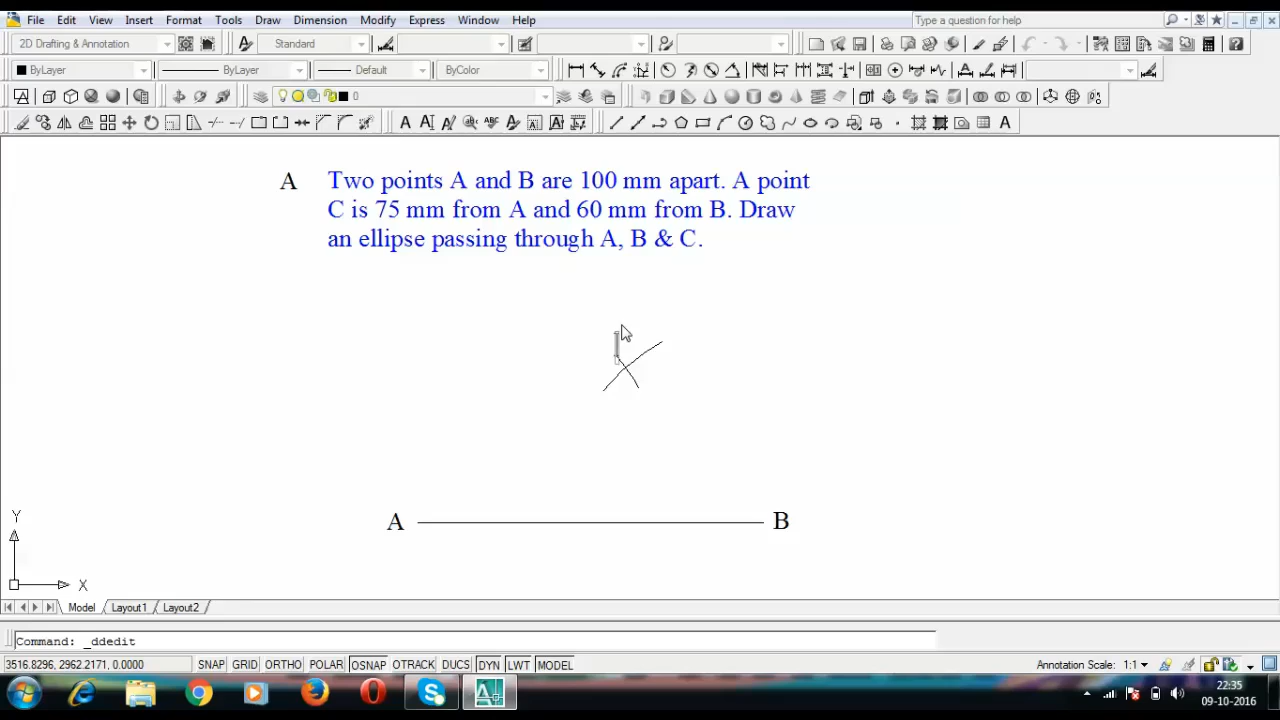 File Edit View Insert Format Tools Draw Dimension Modify Express Window Help Type a question for help
2D Drafting & Annotation Standard
ByLayer ByLayer Default ByColor
0
A Two points A and B are 100 mm apart. A point
C is 75 mm from A and 60 mm from B. Draw
an ellipse passing through A, B & C.
A B
Y
X
Model Layout1 Layout2
Command: _ddedit
3516.8296, 2962.2171, 0.0000 SNAP GRID ORTHO POLAR OSNAP OTRACK DUCS DYN LWT MODEL Annotation Scale: 1:1
22:35
09-10-2016